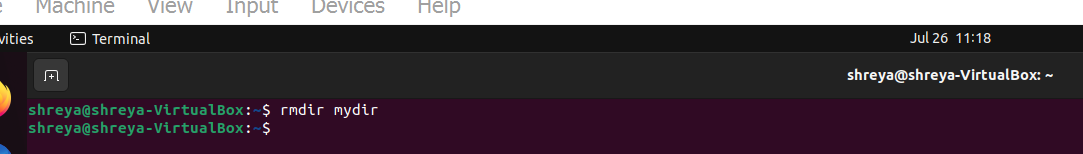 Machine View Input Devices Help
Terminal Jul 26 11:18
shreya@shreya-VirtualBox: ~
shreya@shreya-VirtualBox:~$ rmdir mydir
shreya@shreya-VirtualBox:~$